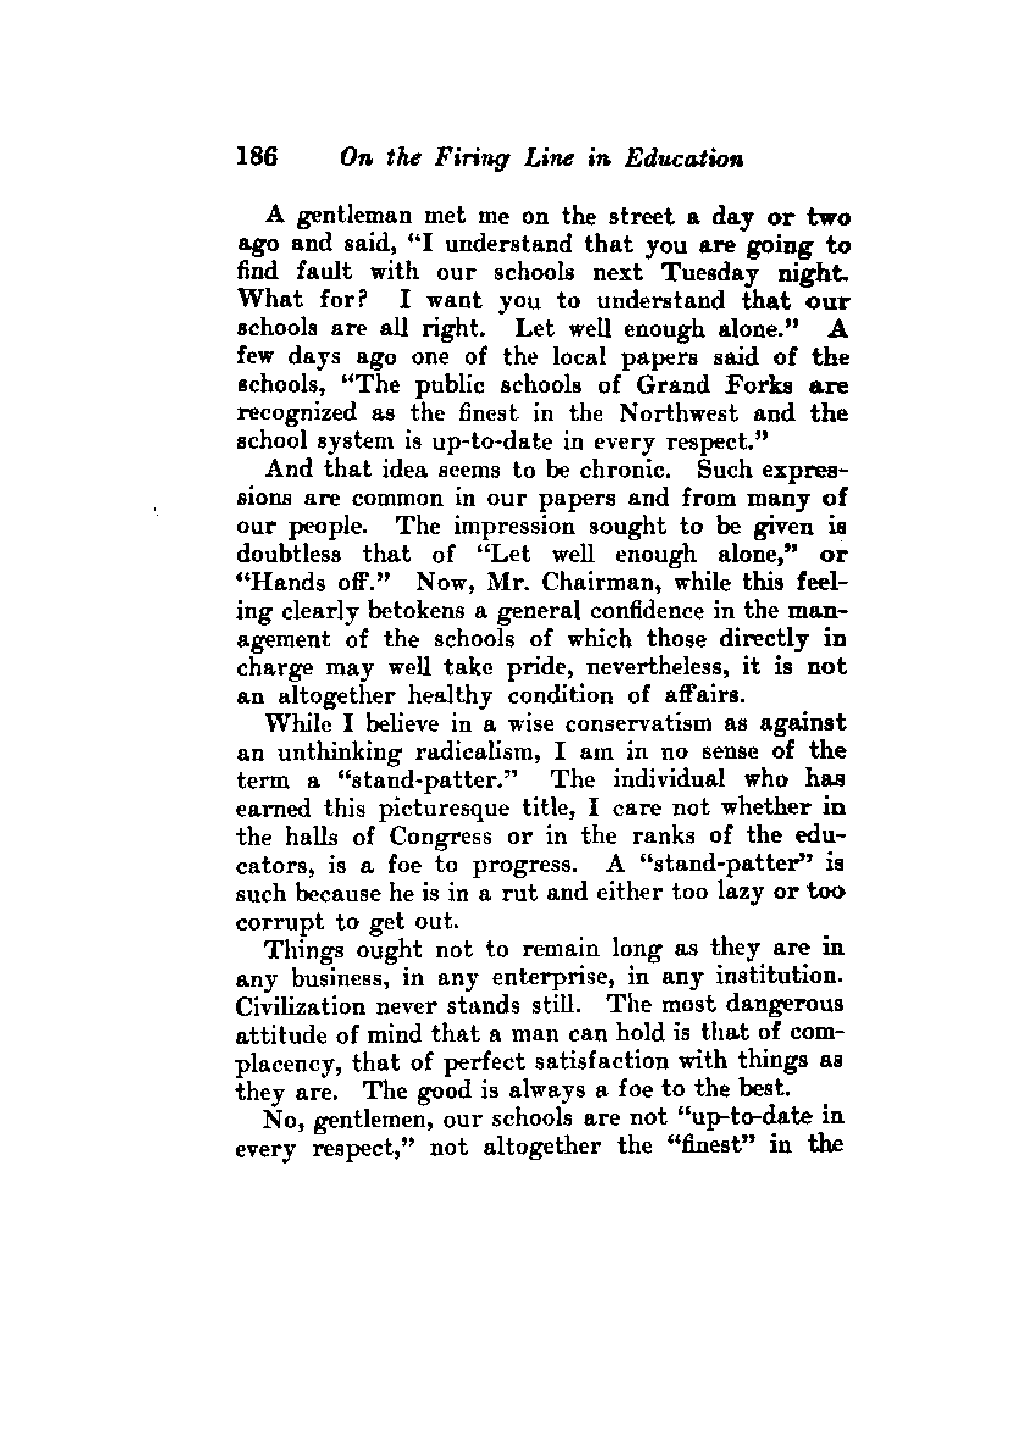 186 On the Firing Line in Education
A gentleman met me on the street a day or two
ago and said, "I understand that you are going to
find fault with our schools next Tuesday night.
What for? I want you to understand that our
schools are all right. Let well enough alone." A
few days ago one of the local papers said of the
schools, "The public schools of Grand Forks are
recognized as the finest in the Northwest and the
school system is up-to-date in every respect."
And that idea seems to be chronic. Such expres-
sions are common in our papers and from many of
our people. The impression sought to be given is
doubtless that of "Let well enough alone," or
"Hands off." Now, Mr. Chairman, while this feel-
ing clearly betokens a general confidence in the man-
agement of the schools of which those directly in
charge may well take pride, nevertheless, it is not
an altogether healthy condition of affairs.
While I believe in a wise conservatism as against
an unthinking radicalism, I am in no sense of the
term a "stand-patter." The individual who has
earned this picturesque title, I care not whether in
the halls of Congress or in the ranks of the edu-
cators, is a foe to progress. A "stand-patter" is
such because he is in a rut and either too lazy or too
corrupt to get out.
Things ought not to remain long as they are in
any business, in any enterprise, in any institution.
Civilization never stands still. The most dangerous
attitude of mind that a man can hold is that of com-
placency, that of perfect satisfaction with things as
they are. The good is always a foe to the best.
No, gentlemen, our schools are not "up-to-date in
every respect," not altogether the "finest" in the